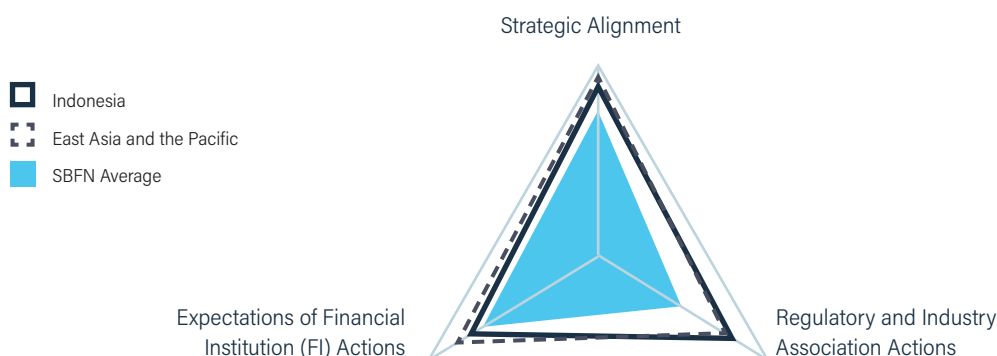 Strategic Alignment
Indonesia
East Asia and the Pacific
SBFN Average
Expectations of Financial
Institution (FI) Actions
Regulatory and Industry
Association Actions